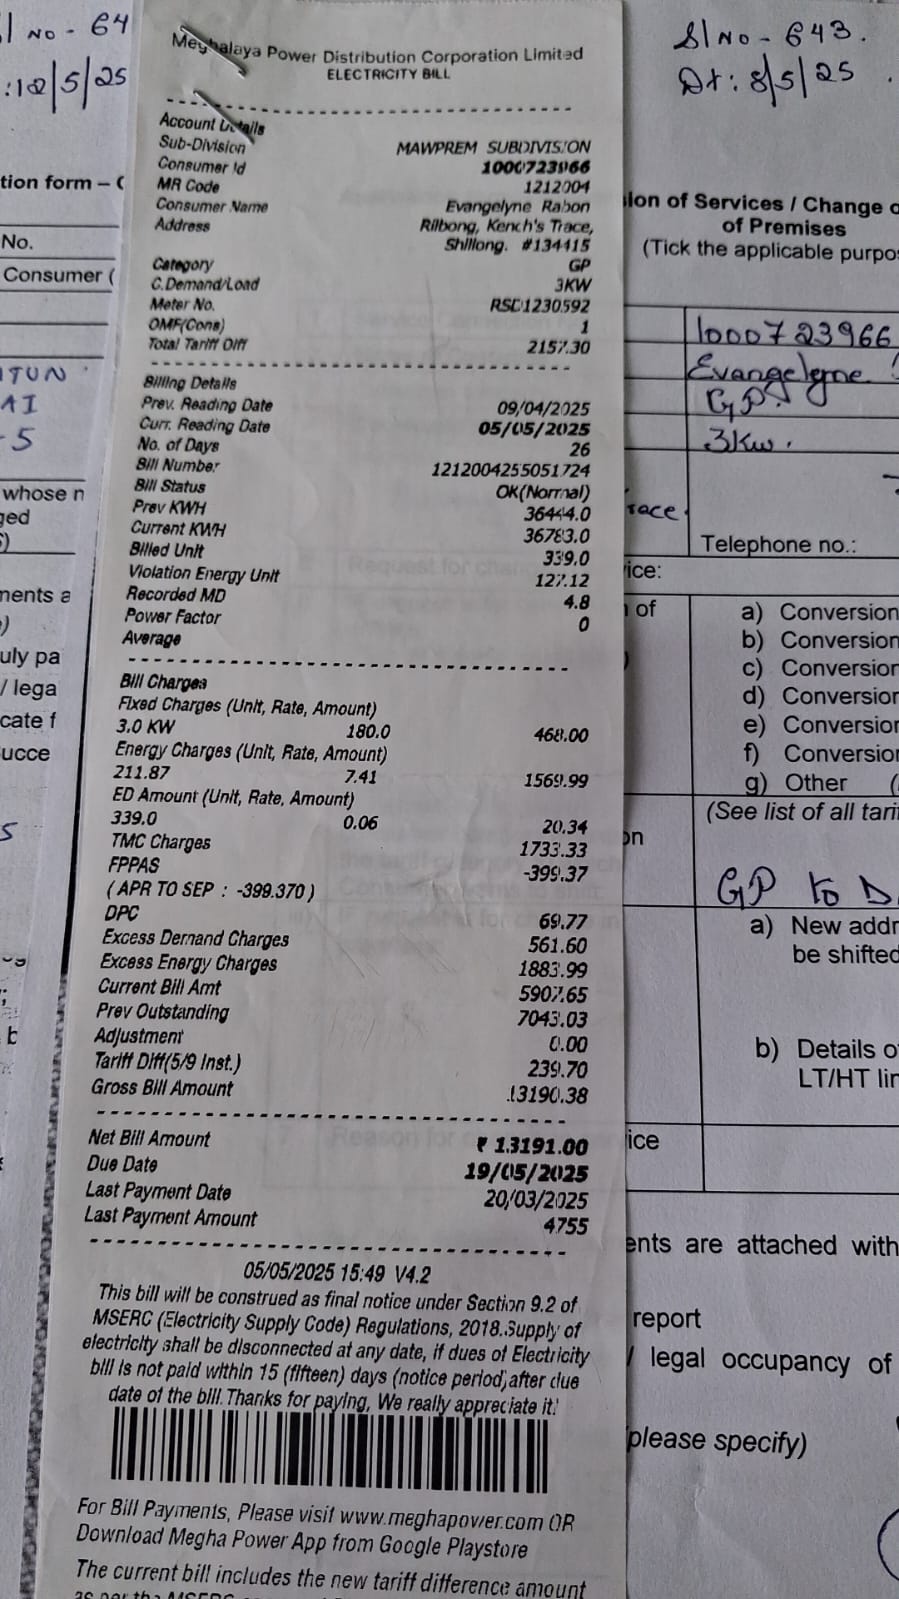 Sl No - 64
:12/5/25
Sl No - 643.
Dt: 8/5/25.
Meghalaya Power Distribution Corporation Limited
ELECTRICITY BILL
Account Details
Sub-Division MAWPREM SUBDIVISION
Consumer Id 1000723966
MR Code 1212004
Consumer Name Evangelyne Rabon
Address Rilbong, Kench's Trace,
Shillong. #134415
Category GP
C.Demand/Load 3KW
Meter No. RSD1230592
OMF(Cons) 1
Total Tariff Diff 2157.30
Billing Details
Prev. Reading Date 09/04/2025
Curr. Reading Date 05/05/2025
No. of Days 26
Bill Number 1212004255051724
Bill Status OK(Normal)
Prev KWH 36444.0
Current KWH 36783.0
Billed Unit 339.0
Violation Energy Unit 127.12
Recorded MD 4.8
Power Factor 0
Average
Bill Charges
Fixed Charges (Unit, Rate, Amount)
3.0 KW 180.0 468.00
Energy Charges (Unit, Rate, Amount)
211.87 7.41 1569.99
ED Amount (Unit, Rate, Amount)
339.0 0.06 20.34
TMC Charges 1733.33
FPPAS -399.37
( APR TO SEP : -399.370 )
DPC 69.77
Excess Demand Charges 561.60
Excess Energy Charges 1883.99
Current Bill Amt 5907.65
Prev Outstanding 7043.03
Adjustment 0.00
Tariff Diff(5/9 Inst.) 239.70
Gross Bill Amount 13190.38
Net Bill Amount ₹ 13191.00
Due Date 19/05/2025
Last Payment Date 20/03/2025
Last Payment Amount 4755
05/05/2025 15:49 V4.2
This bill will be construed as final notice under Section 9.2 of
MSERC (Electricity Supply Code) Regulations, 2018.Supply of
electricity shall be disconnected at any date, if dues of Electricity
bill is not paid within 15 (fifteen) days (notice period) after due
date of the bill. Thanks for paying, We really appreciate it!
For Bill Payments, Please visit www.meghapower.com OR
Download Megha Power App from Google Playstore
The current bill includes the new tariff difference amount
tion form – (
No.
Consumer (
ITUN
AI
-5
whose n
ged
ments a
uly pa
/ lega
cate f
ucce
ion of Services / Change o
of Premises
(Tick the applicable purpo
1000723966
Evangelyne
GP.
3Kw.
race.
Telephone no.:
ice:
of
a) Conversion
b) Conversion
c) Conversion
d) Conversion
e) Conversion
f) Conversion
g) Other (
(See list of all tari
on
GP to D
a) New addr
be shifted
b) Details o
LT/HT lin
ice
ents are attached with
report
/ legal occupancy of
please specify)